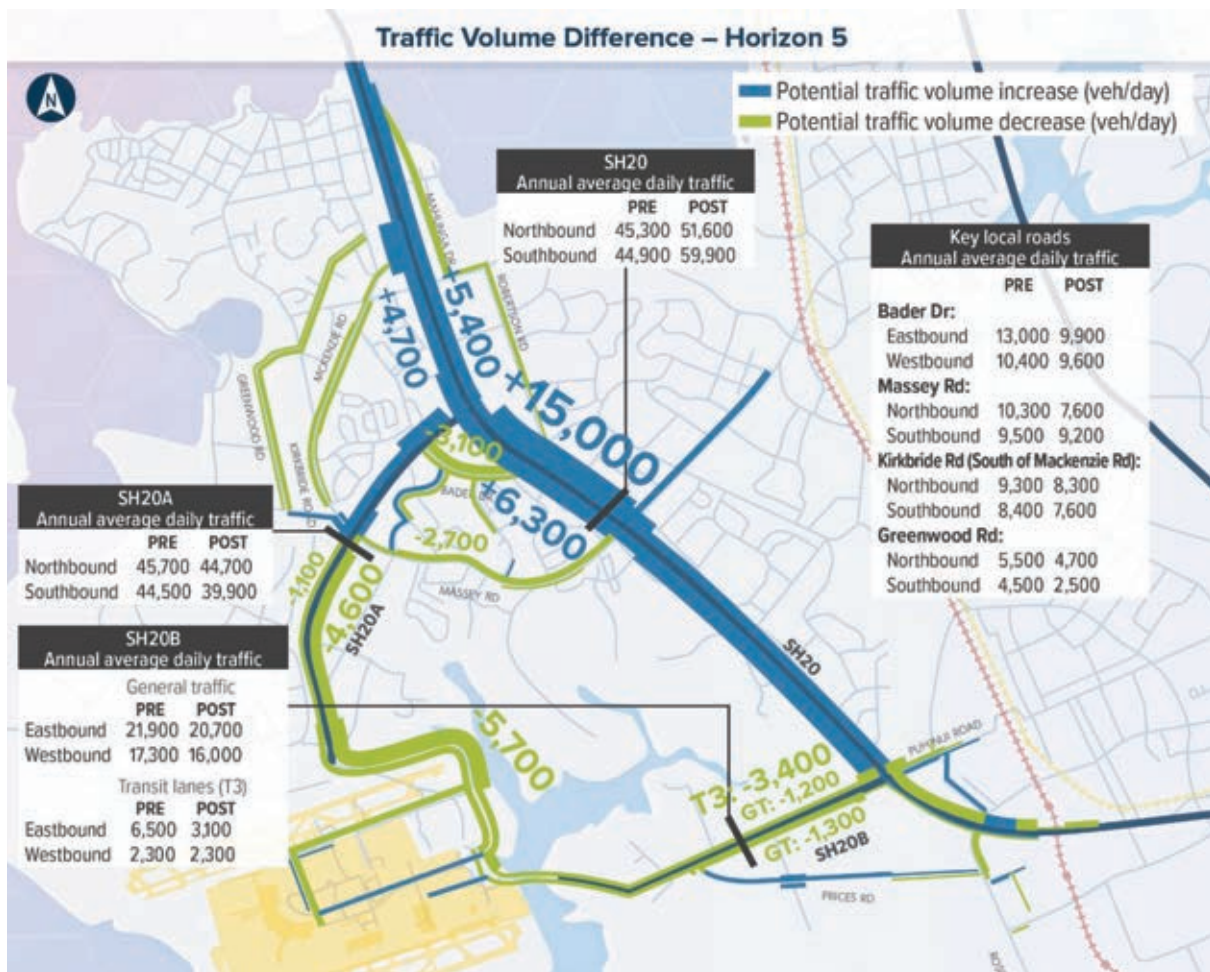 Traffic Volume Difference – Horizon 5
N
Potential traffic volume increase (veh/day)
Potential traffic volume decrease (veh/day)
SH20
Annual average daily traffic
PRE POST
Northbound 45,300 51,600
Southbound 44,900 59,900
Key local roads
Annual average daily traffic
PRE POST
Bader Dr:
Eastbound 13,000 9,900
Westbound 10,400 9,600
Massey Rd:
Northbound 10,300 7,600
Southbound 9,500 9,200
Kirkbride Rd (South of Mackenzie Rd):
Northbound 9,300 8,300
Southbound 8,400 7,600
Greenwood Rd:
Northbound 5,500 4,700
Southbound 4,500 2,500
MAHUNGA DR
ROBERTSON RD
+5,400
+4,700
MCKENZIE RD
GREENWOOD RD
KIRKBRIDE ROAD
+15,000
-3,100
+6,300
BADER DR
-2,700
MASSEY RD
SH20A
Annual average daily traffic
PRE POST
Northbound 45,700 44,700
Southbound 44,500 39,900
-1,100
-4,600
SH20A
SH20
SH20B
Annual average daily traffic
General traffic
PRE POST
Eastbound 21,900 20,700
Westbound 17,300 16,000
Transit lanes (T3)
PRE POST
Eastbound 6,500 3,100
Westbound 2,300 2,300
-5,700
PUHINUI ROAD
T3: -3,400
GT: -1,200
GT: -1,300
SH20B
PRICES RD